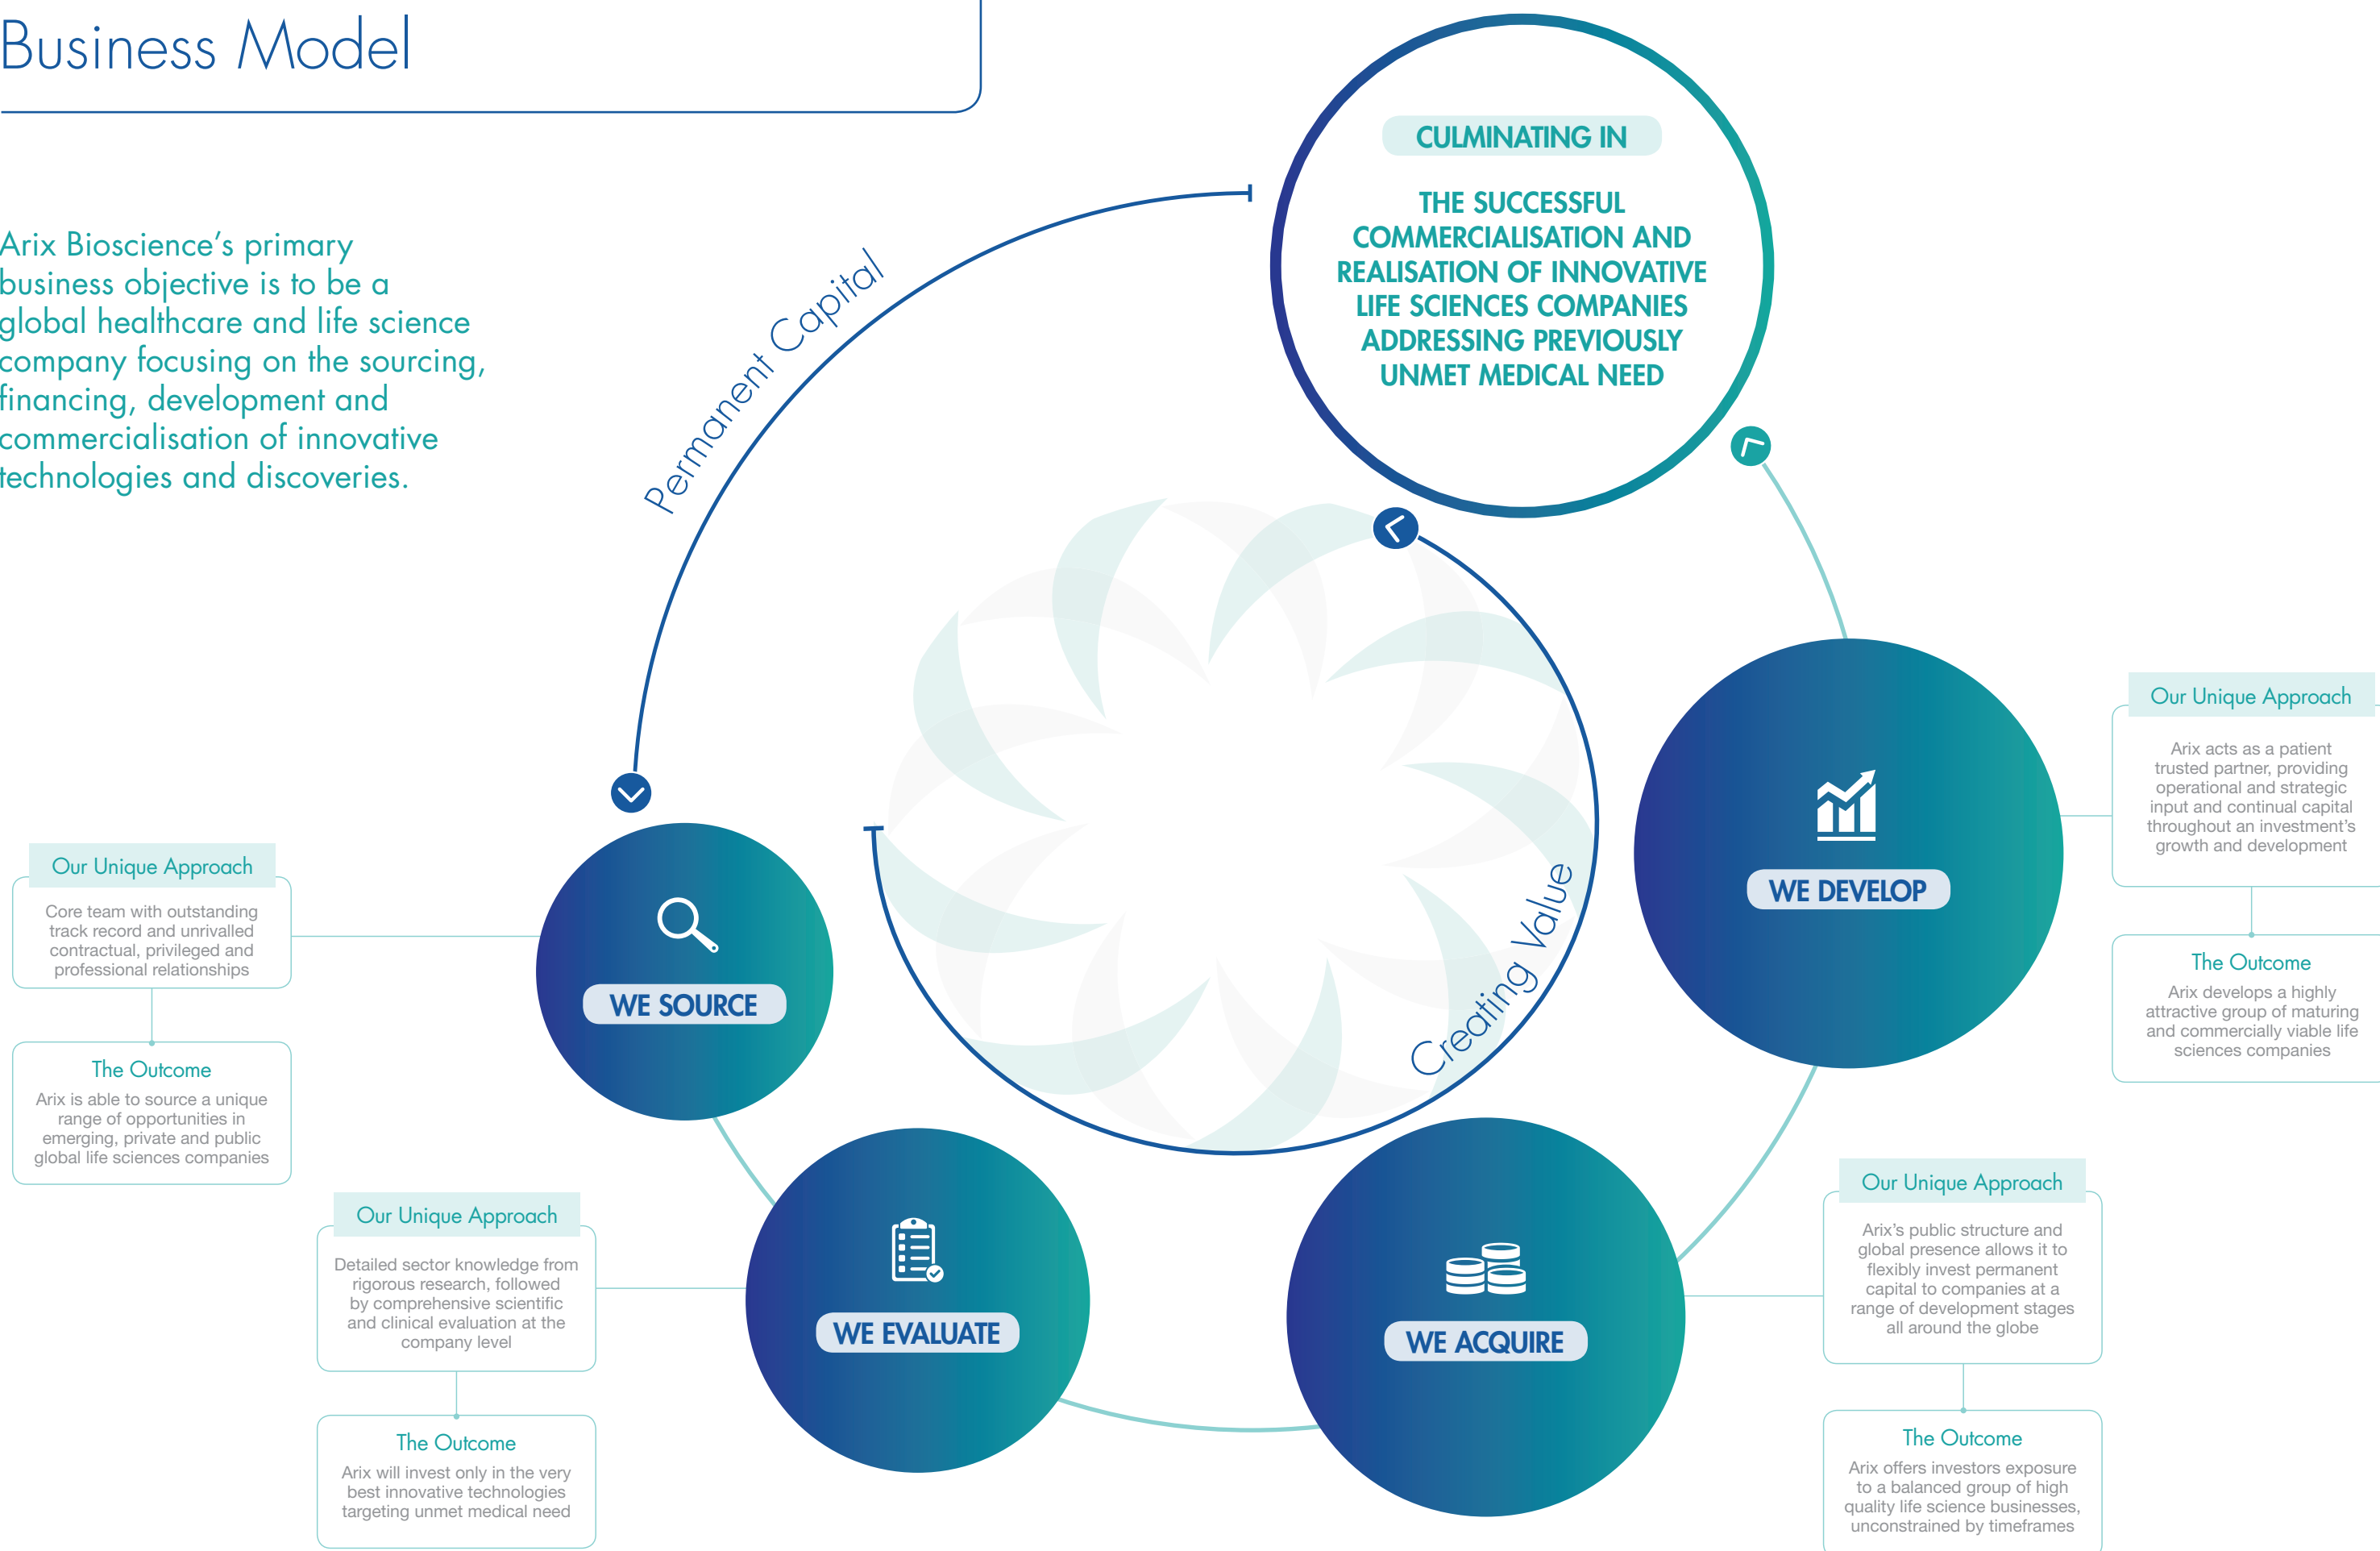 Business Model
Arix Bioscience’s primary
business objective is to be a
global healthcare and life science
company focusing on the sourcing,
financing, development and
commercialisation of innovative
technologies and discoveries.
Permanent Capital
CULMINATING IN
THE SUCCESSFUL
COMMERCIALISATION AND
REALISATION OF INNOVATIVE
LIFE SCIENCES COMPANIES
ADDRESSING PREVIOUSLY
UNMET MEDICAL NEED
Creating Value
WE SOURCE
Our Unique Approach
Core team with outstanding
track record and unrivalled
contractual, privileged and
professional relationships
The Outcome
Arix is able to source a unique
range of opportunities in
emerging, private and public
global life sciences companies
WE EVALUATE
Our Unique Approach
Detailed sector knowledge from
rigorous research, followed
by comprehensive scientific
and clinical evaluation at the
company level
The Outcome
Arix will invest only in the very
best innovative technologies
targeting unmet medical need
WE ACQUIRE
Our Unique Approach
Arix’s public structure and
global presence allows it to
flexibly invest permanent
capital to companies at a
range of development stages
all around the globe
The Outcome
Arix offers investors exposure
to a balanced group of high
quality life science businesses,
unconstrained by timeframes
WE DEVELOP
Our Unique Approach
Arix acts as a patient
trusted partner, providing
operational and strategic
input and continual capital
throughout an investment’s
growth and development
The Outcome
Arix develops a highly
attractive group of maturing
and commercially viable life
sciences companies